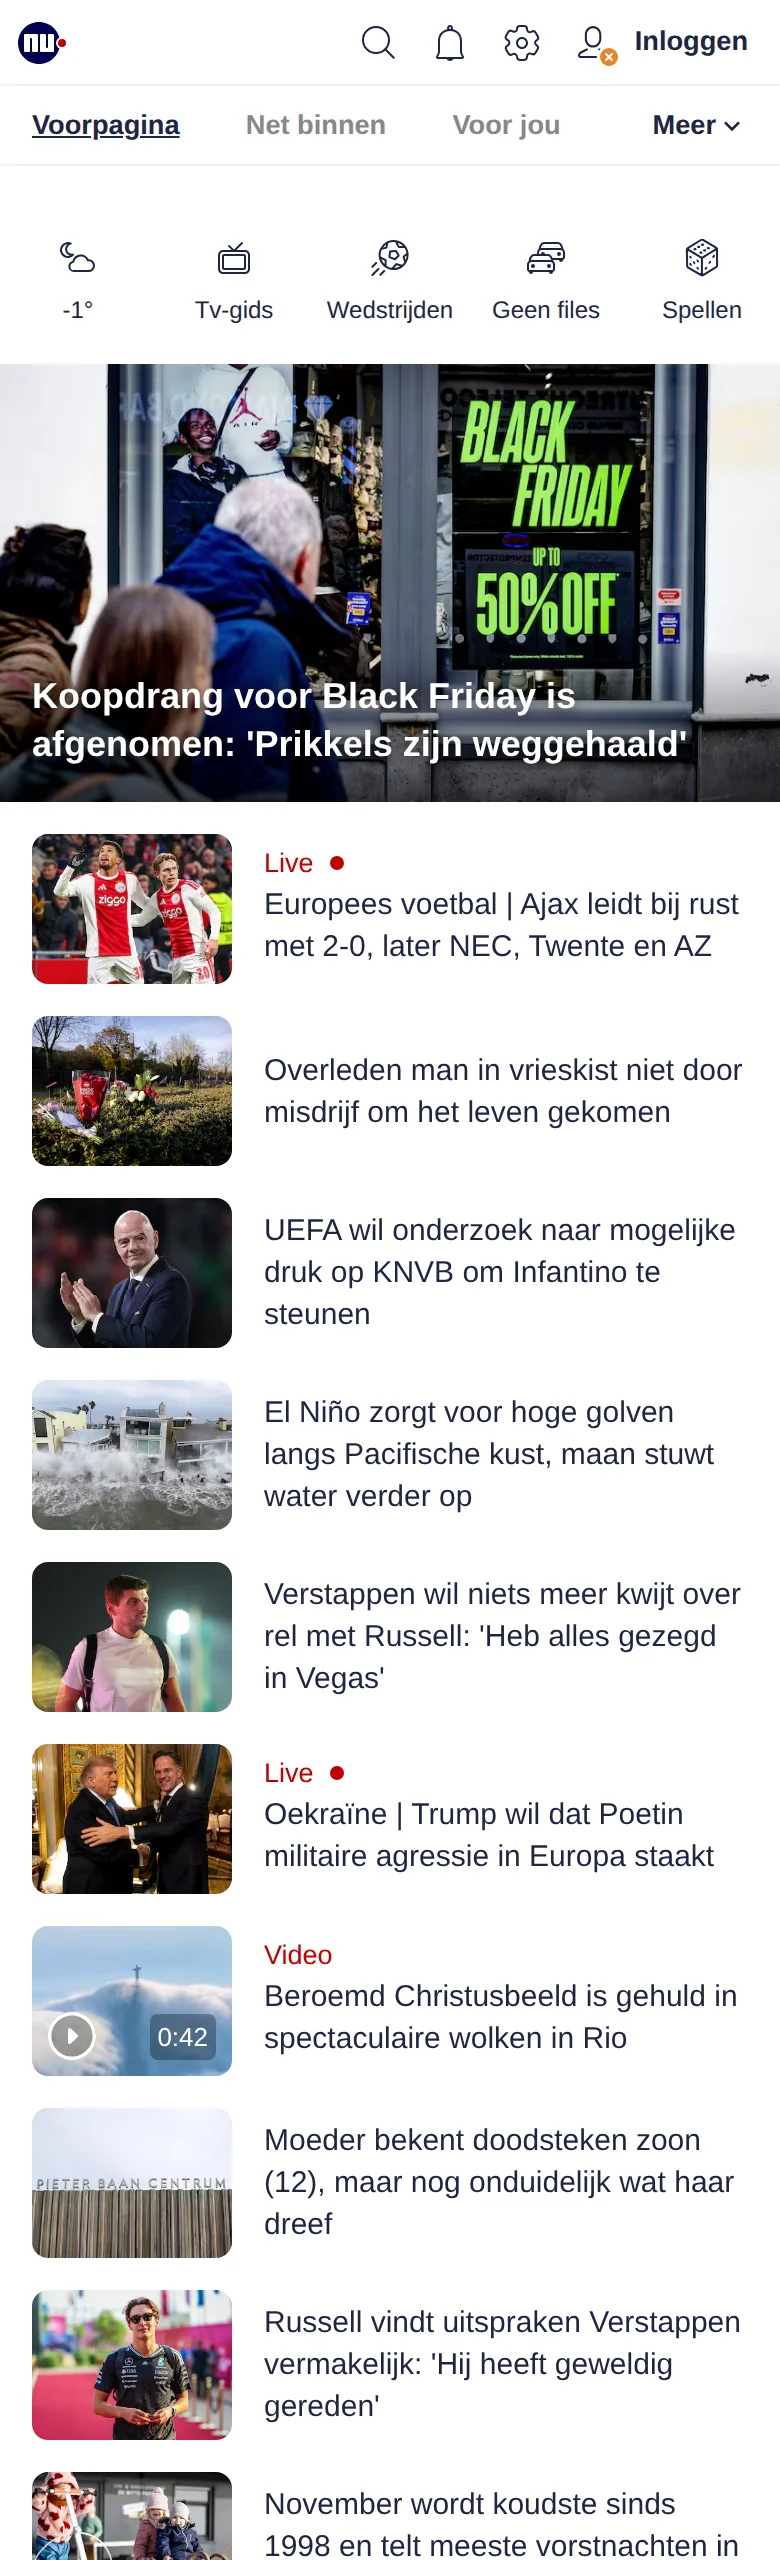 nu
Inloggen
Voorpagina
Net binnen
Voor jou
Meer
-1°
Tv-gids
Wedstrijden
Geen files
Spellen
AIR
BLACK
FRIDAY
UP TO
50% OFF*
Koopdrang voor Black Friday is
afgenomen: 'Prikkels zijn weggehaald'
ziggo
ziggo
Live
Europees voetbal | Ajax leidt bij rust
met 2-0, later NEC, Twente en AZ
Overleden man in vrieskist niet door
misdrijf om het leven gekomen
UEFA wil onderzoek naar mogelijke
druk op KNVB om Infantino te
steunen
El Niño zorgt voor hoge golven
langs Pacifische kust, maan stuwt
water verder op
Verstappen wil niets meer kwijt over
rel met Russell: 'Heb alles gezegd
in Vegas'
Live
Oekraïne | Trump wil dat Poetin
militaire agressie in Europa staakt
0:42
Video
Beroemd Christusbeeld is gehuld in
spectaculaire wolken in Rio
PIETER BAAN CENTRUM
Moeder bekent doodsteken zoon
(12), maar nog onduidelijk wat haar
dreef
Russell vindt uitspraken Verstappen
vermakelijk: 'Hij heeft geweldig
gereden'
November wordt koudste sinds
1998 en telt meeste vorstnachten in